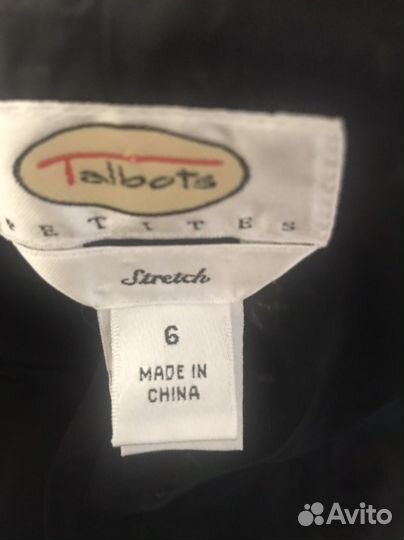 Talbots
PETITES
Stretch
6
MADE IN
CHINA
Avito